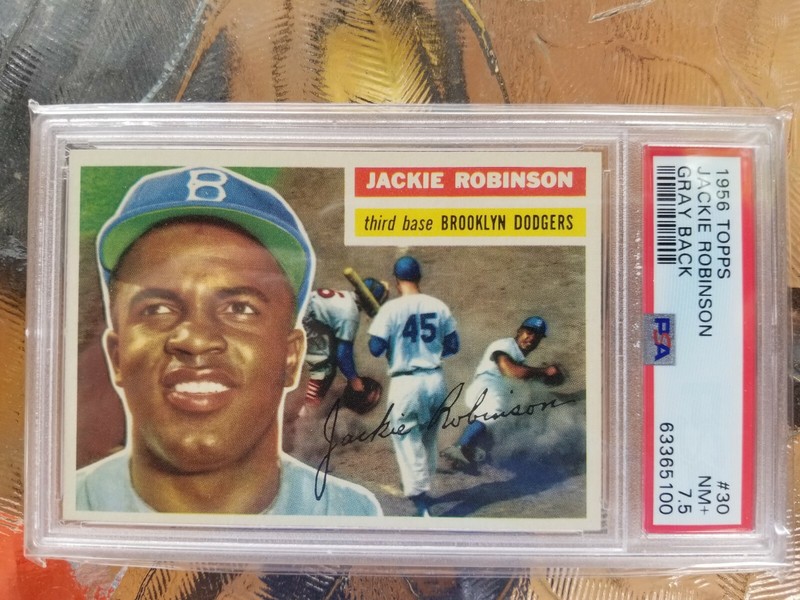 JACKIE ROBINSON
third base BROOKLYN DODGERS
B
45
Jackie Robinson
1956 TOPPS
JACKIE ROBINSON
GRAY BACK
PSA
#30
NM+
7.5
63365100